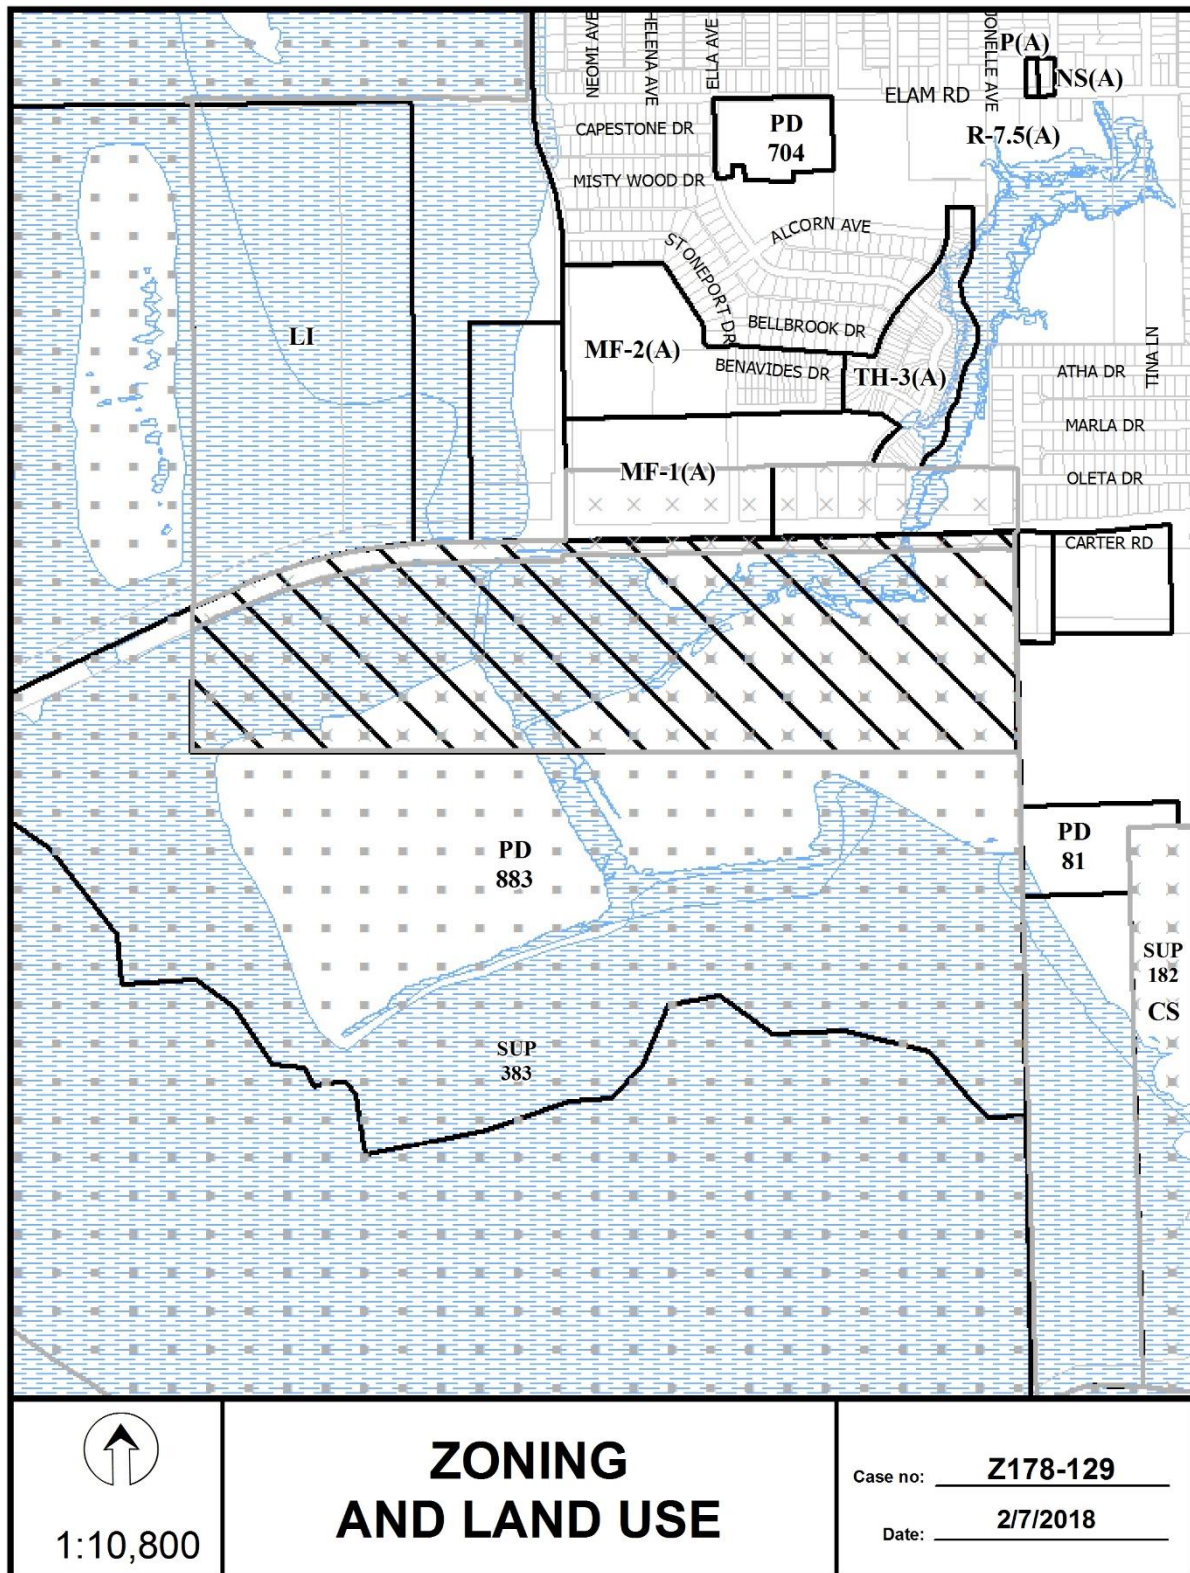 NEOMI AVE
HELENA AVE
ELLA AVE
JONELLE AVE
P(A)
NS(A)
ELAM RD
R-7.5(A)
CAPESTONE DR
PD
704
MISTY WOOD DR
ALCORN AVE
STONEPORT DR
BELLBROOK DR
LI
MF-2(A)
BENAVIDES DR
TH-3(A)
ATHA DR
TINA LN
MARLA DR
MF-1(A)
OLETA DR
CARTER RD
PD
883
PD
81
SUP
182
CS
SUP
383
1:10,800
ZONING
AND LAND USE
Case no: Z178-129
Date: 2/7/2018